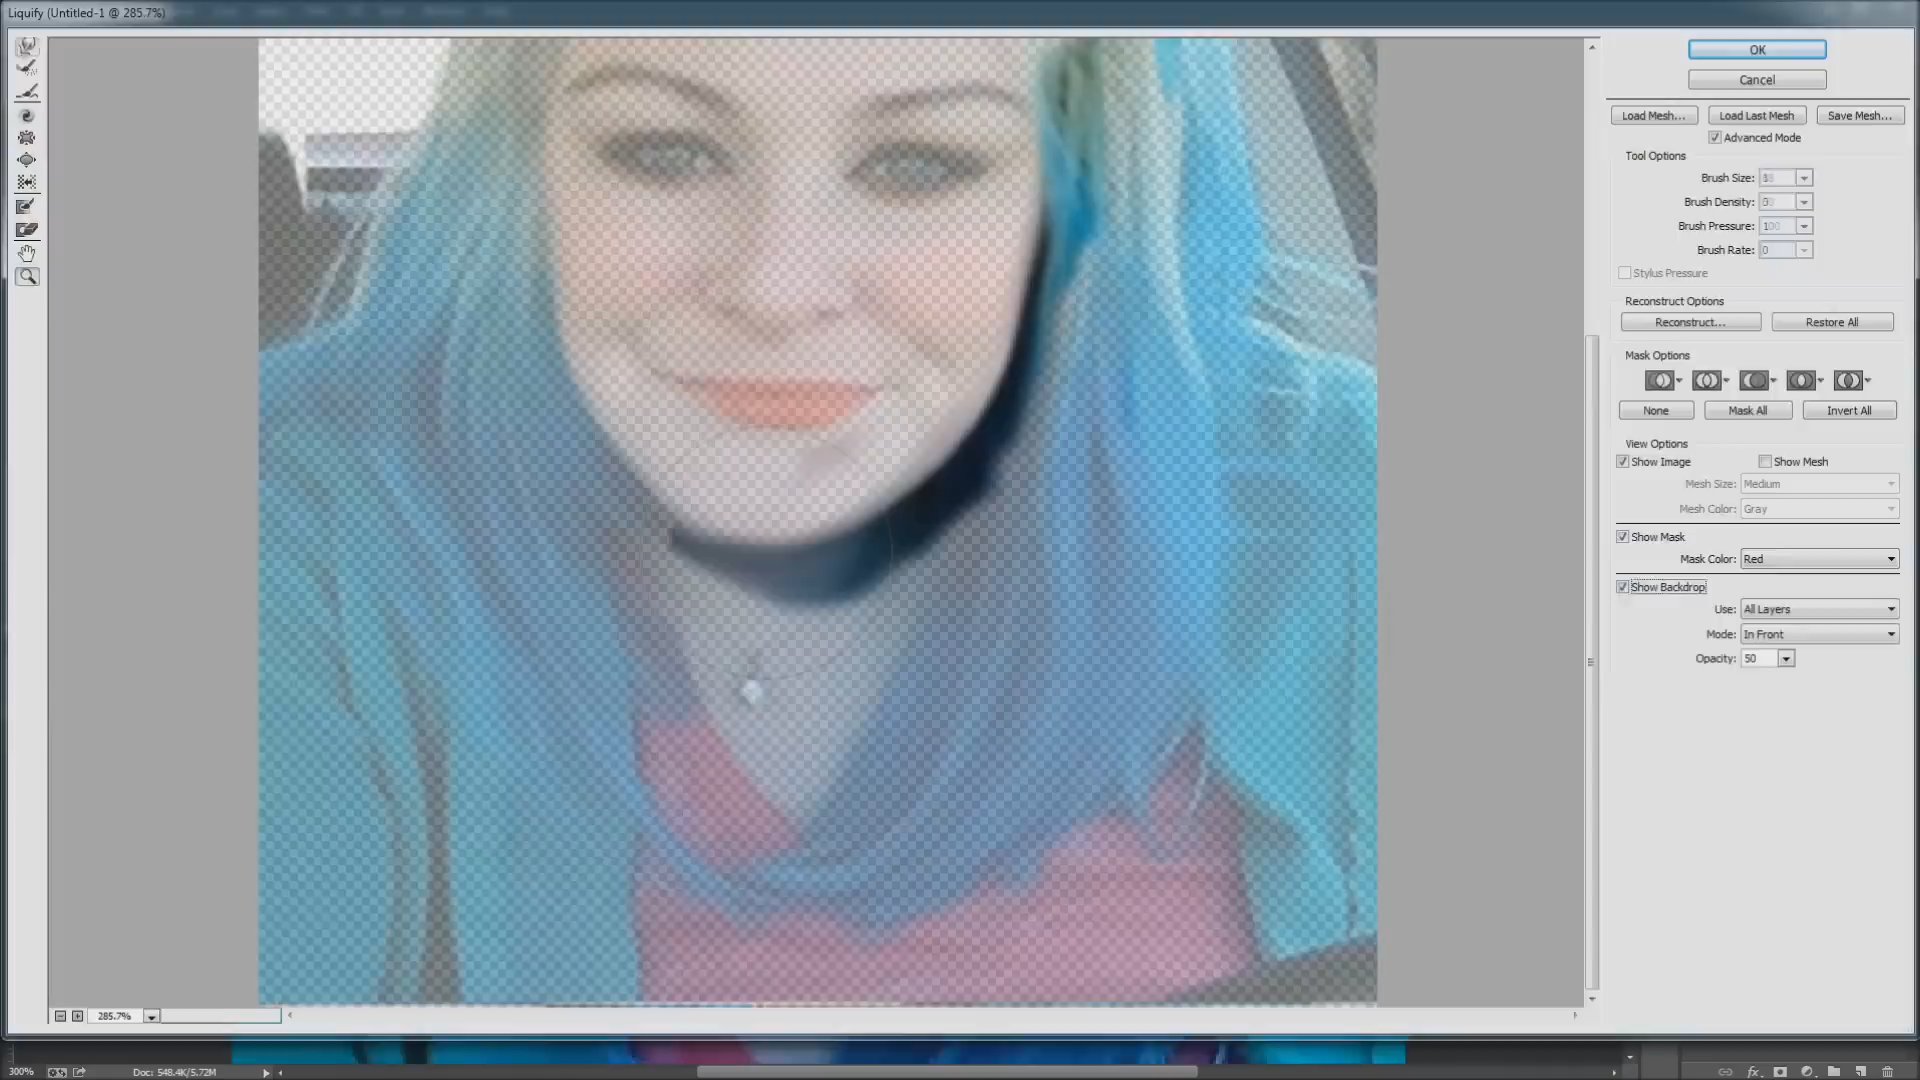 Liquify (Untitled-1 @ 285.7%)
OK
Cancel
Load Mesh... Load Last Mesh Save Mesh...
Advanced Mode
Tool Options
Brush Size:
Brush Density:
Brush Pressure: 100
Brush Rate: 0
Stylus Pressure
Reconstruct Options
Reconstruct... Restore All
Mask Options
None Mask All Invert All
View Options
Show Image Show Mesh
Mesh Size: Medium
Mesh Color: Gray
Show Mask
Mask Color: Red
Show Backdrop
Use: All Layers
Mode: In Front
Opacity: 50
285.7%
300% Doc: 548.4K/5.72M
fx